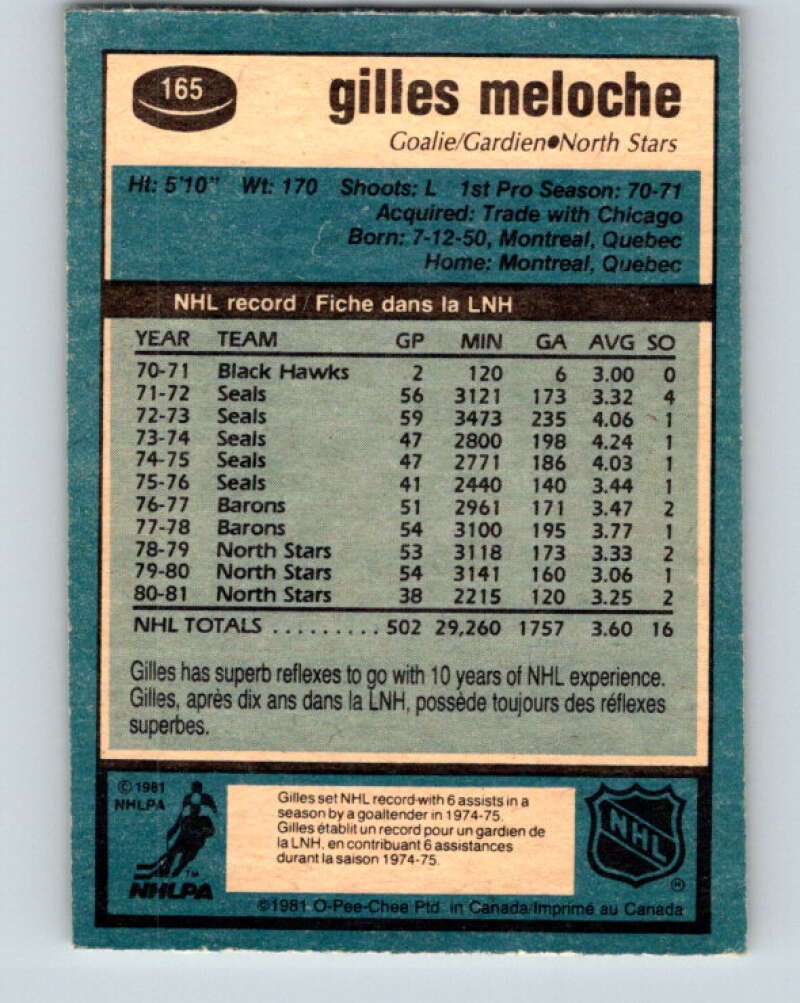 165
gilles meloche
Goalie/Gardien●North Stars
Ht: 5'10" Wt: 170 Shoots: L 1st Pro Season: 70-71
Acquired: Trade with Chicago
Born: 7-12-50, Montreal, Quebec
Home: Montreal, Quebec
NHL record / Fiche dans la LNH
YEAR TEAM GP MIN GA AVG SO
70-71 Black Hawks 2 120 6 3.00 0
71-72 Seals 56 3121 173 3.32 4
72-73 Seals 59 3473 235 4.06 1
73-74 Seals 47 2800 198 4.24 1
74-75 Seals 47 2771 186 4.03 1
75-76 Seals 41 2440 140 3.44 1
76-77 Barons 51 2961 171 3.47 2
77-78 Barons 54 3100 195 3.77 1
78-79 North Stars 53 3118 173 3.33 2
79-80 North Stars 54 3141 160 3.06 1
80-81 North Stars 38 2215 120 3.25 2
NHL TOTALS ......... 502 29,260 1757 3.60 16
Gilles has superb reflexes to go with 10 years of NHL experience.
Gilles, après dix ans dans la LNH, possède toujours des réflexes
superbes.
© 1981
NHLPA
TM
NHLPA
Gilles set NHL record with 6 assists in a
season by a goaltender in 1974-75.
Gilles établit un record pour un gardien de
la LNH, en contribuant 6 assistances
durant la saison 1974-75.
NHL
®
©1981 O-Pee-Chee Ptd. in Canada/Imprimé au Canada